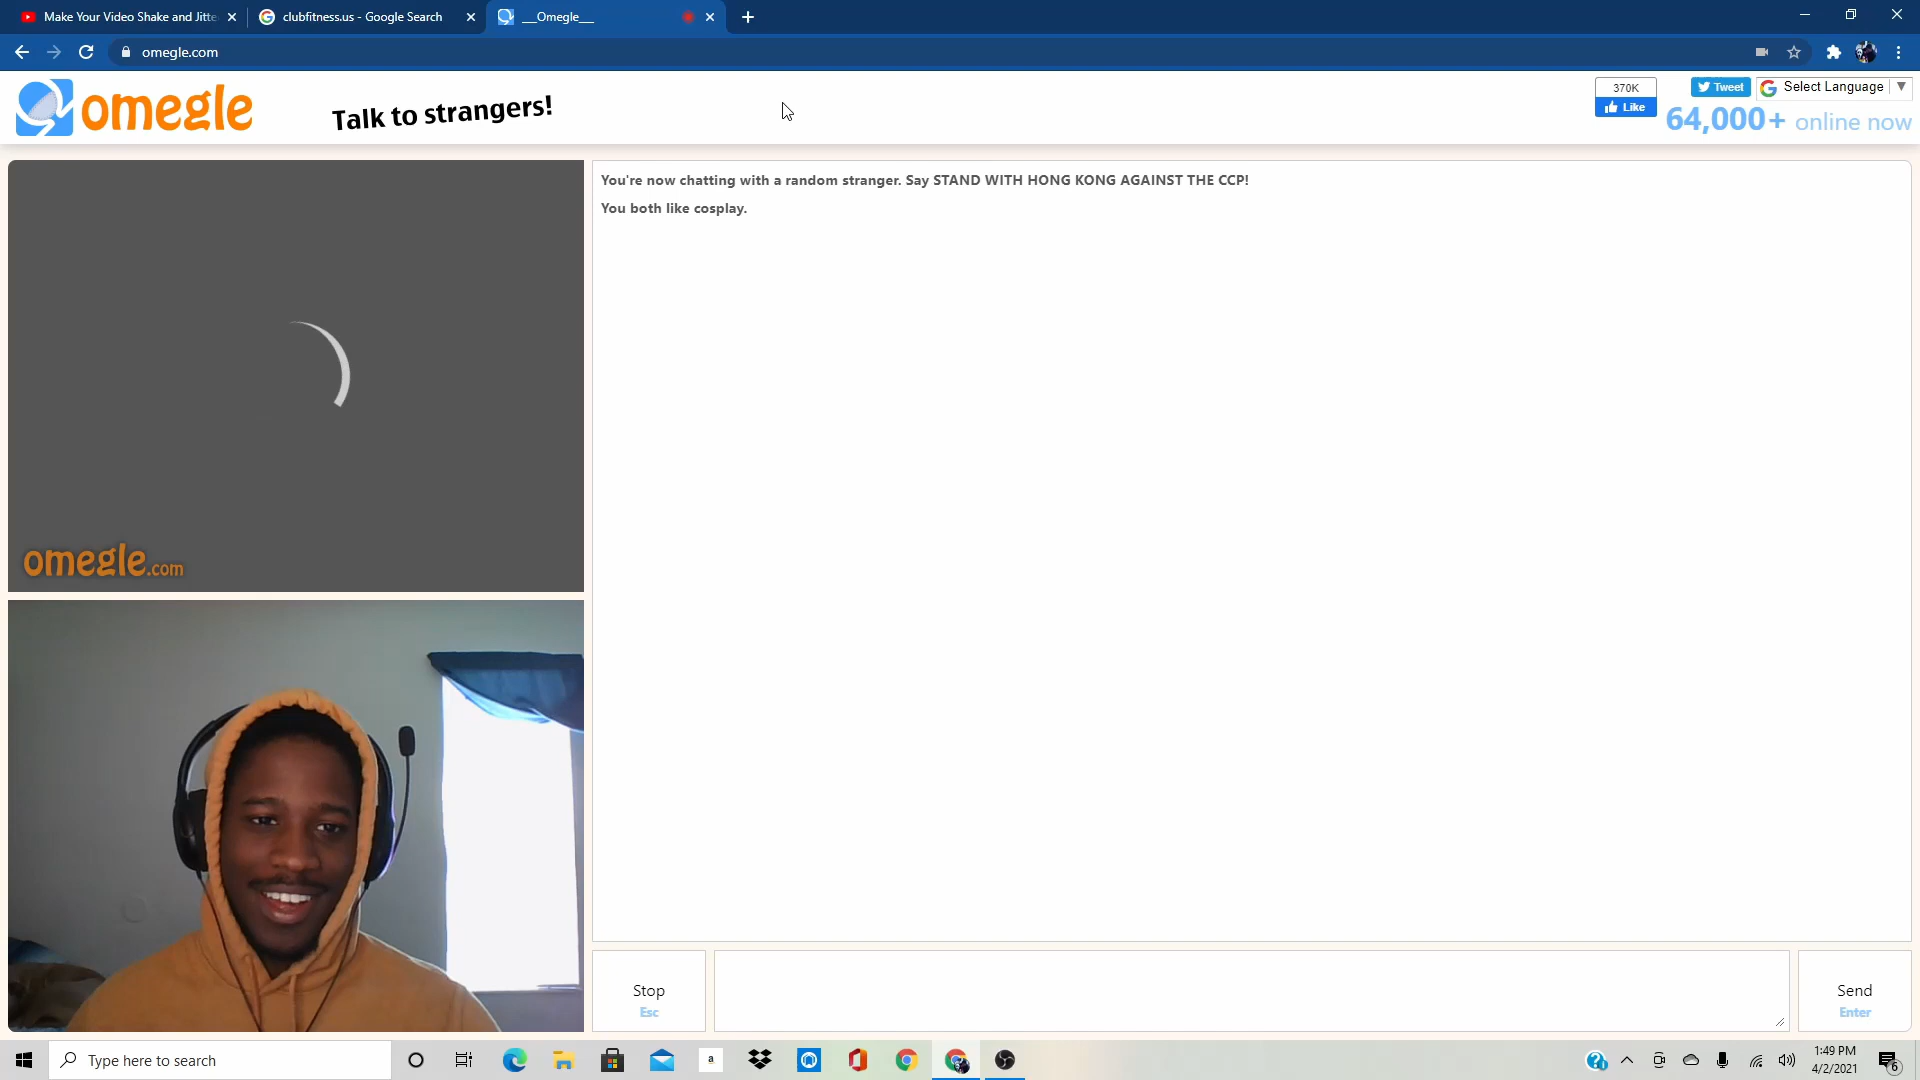 Make Your Video Shake and Jitte
clubfitness.us - Google Search
__Omegle__
omegle.com
omegle
Talk to strangers!
370K
Like
Tweet
Select Language
64,000+ online now
You're now chatting with a random stranger. Say STAND WITH HONG KONG AGAINST THE CCP!
You both like cosplay.
omegle.com
Stop
Esc
Send
Enter
Type here to search
a
1:49 PM
4/2/2021
6